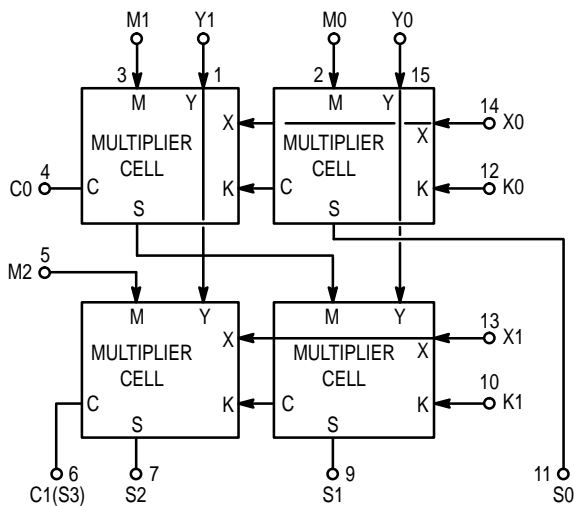 M1 Y1 M0 Y0
3 1 2 15
M Y M Y
14
X X X0
MULTIPLIER MULTIPLIER
CELL CELL
12
4
C0 C K C K K0
S S
5
M2
M Y M Y
13
X X X1
MULTIPLIER MULTIPLIER
CELL CELL
10
C K C K K1
S S
6 7 9 11
C1(S3) S2 S1 S0